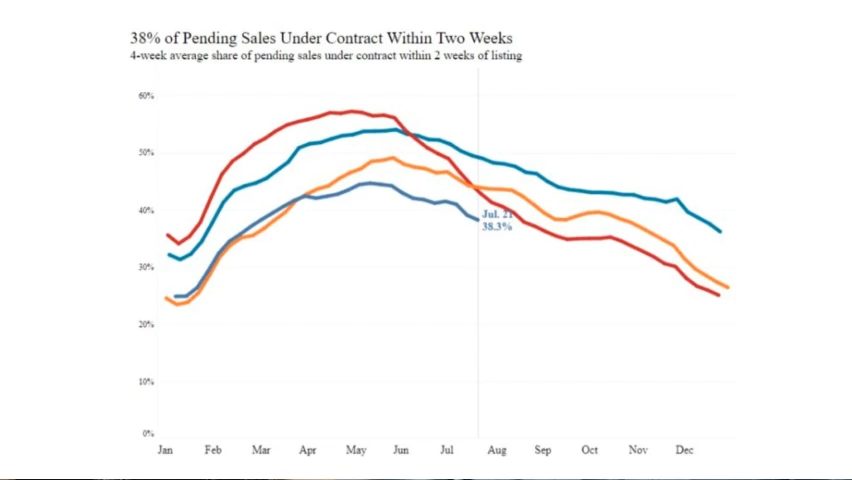 38% of Pending Sales Under Contract Within Two Weeks
4-week average share of pending sales under contract within 2 weeks of listing
60%
50%
40%
Jul. 21
38.3%
30%
20%
10%
0%
Jan Feb Mar Apr May Jun Jul Aug Sep Oct Nov Dec